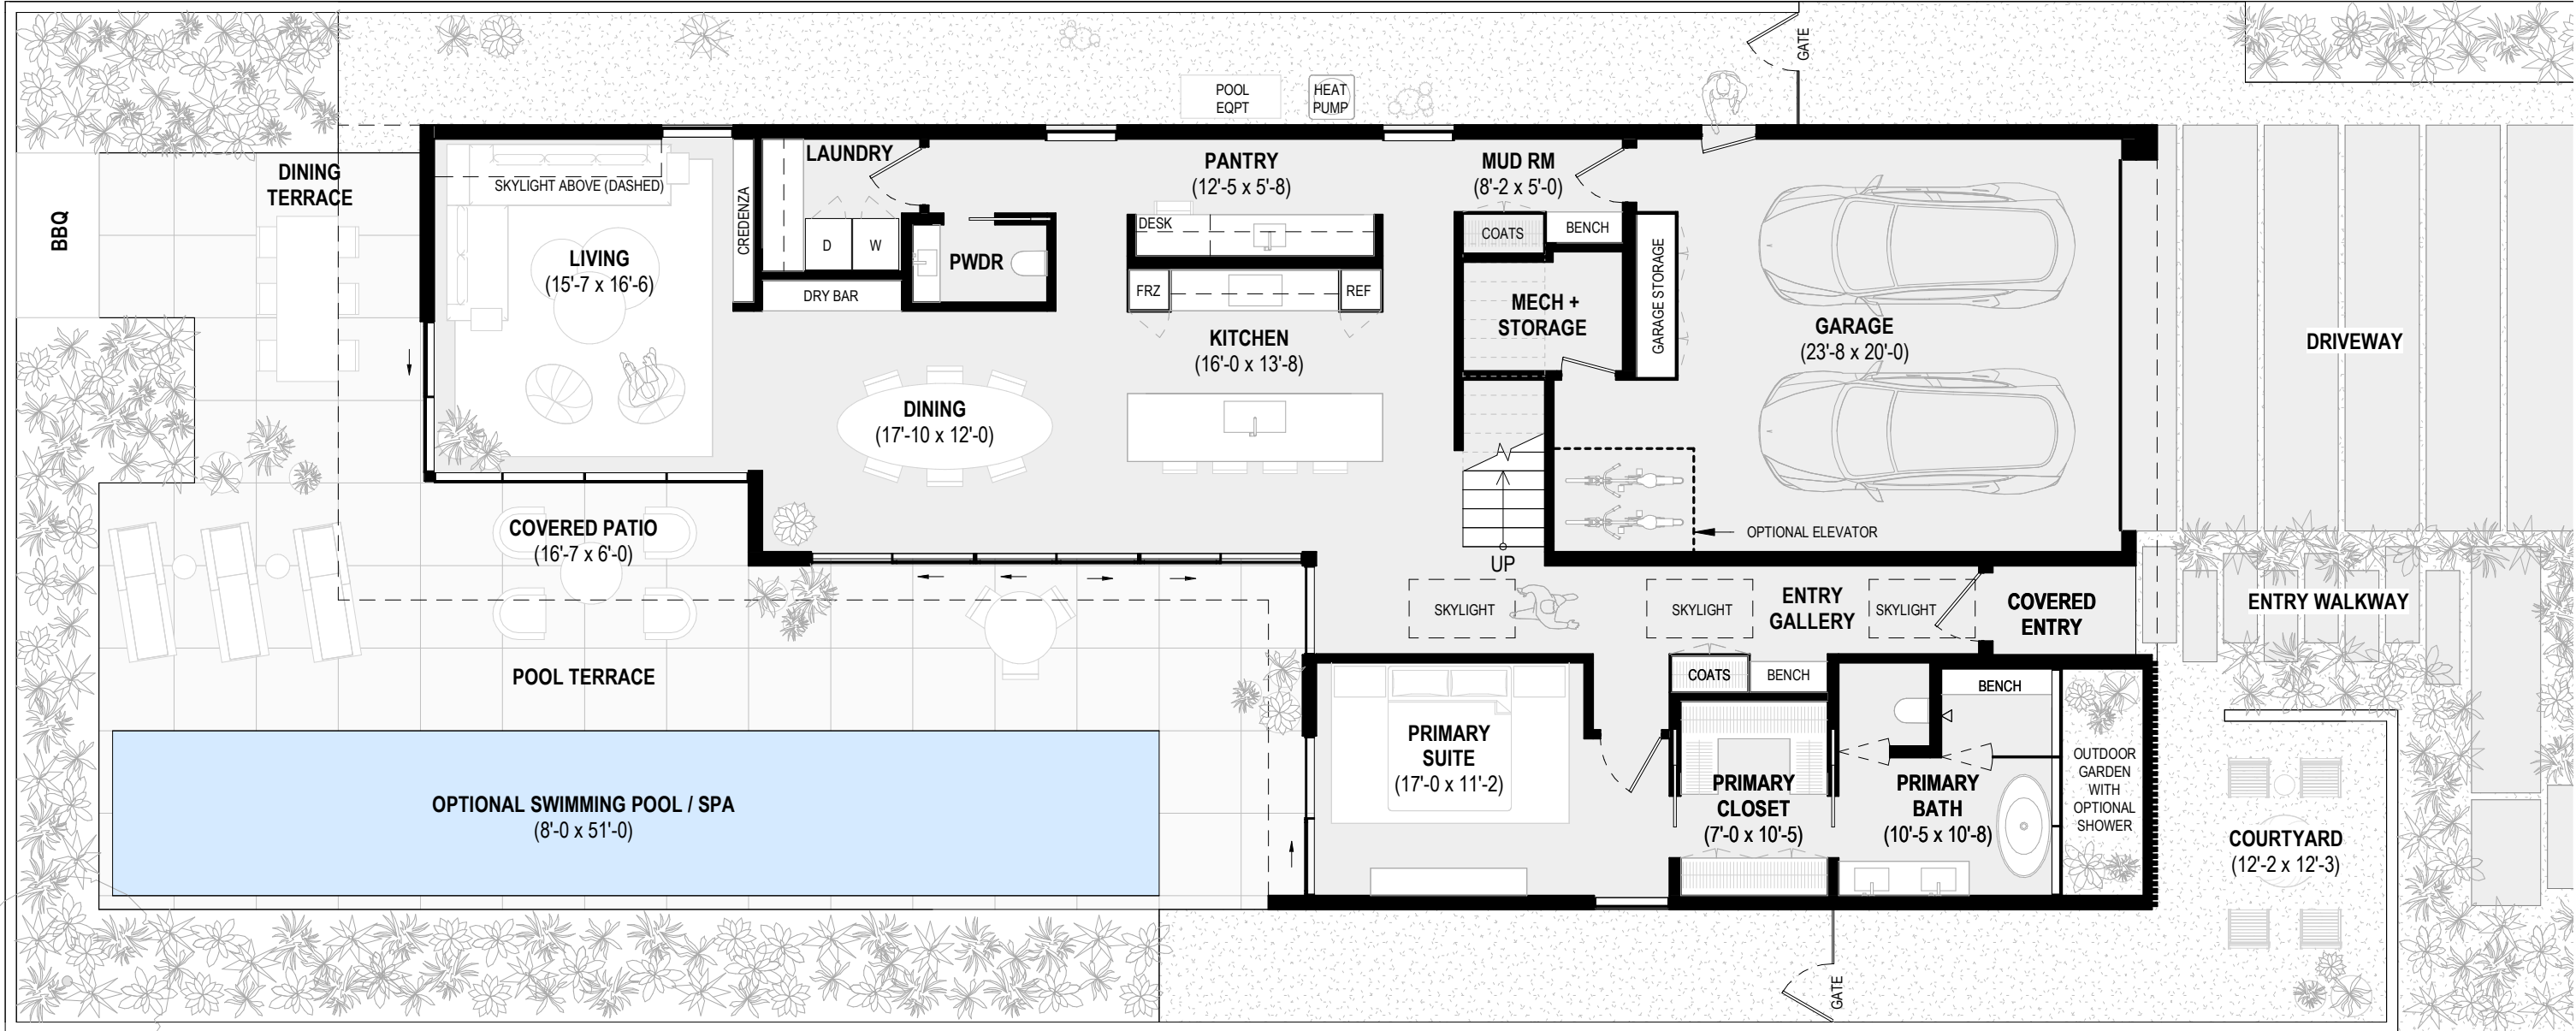 GATE
POOL
EQPT
HEAT
PUMP
DINING
TERRACE
BBQ
SKYLIGHT ABOVE (DASHED)
LIVING
(15'-7 x 16'-6)
CREDENZA
LAUNDRY
D
W
DRY BAR
PWDR
PANTRY
(12'-5 x 5'-8)
DESK
FRZ
REF
KITCHEN
(16'-0 x 13'-8)
DINING
(17'-10 x 12'-0)
MUD RM
(8'-2 x 5'-0)
COATS
BENCH
MECH +
STORAGE
GARAGE STORAGE
GARAGE
(23'-8 x 20'-0)
OPTIONAL ELEVATOR
UP
DRIVEWAY
COVERED PATIO
(16'-7 x 6'-0)
POOL TERRACE
OPTIONAL SWIMMING POOL / SPA
(8'-0 x 51'-0)
SKYLIGHT
SKYLIGHT
ENTRY
GALLERY
SKYLIGHT
COVERED
ENTRY
ENTRY WALKWAY
COATS
BENCH
BENCH
PRIMARY
SUITE
(17'-0 x 11'-2)
PRIMARY
CLOSET
(7'-0 x 10'-5)
PRIMARY
BATH
(10'-5 x 10'-8)
OUTDOOR
GARDEN
WITH
OPTIONAL
SHOWER
COURTYARD
(12'-2 x 12'-3)
GATE